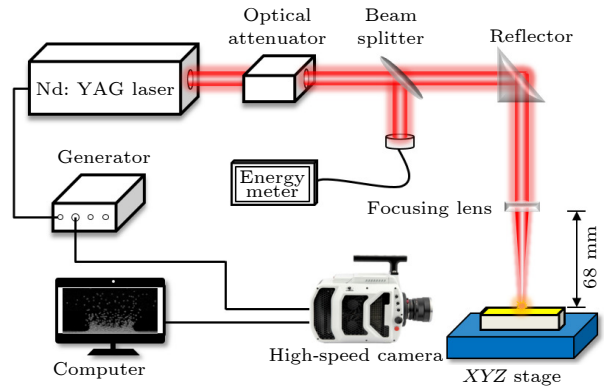 Optical
attenuator
Beam
splitter
Reflector
Nd: YAG laser
Generator
Energy
meter
Focusing lens
68 mm
Computer
High-speed camera
XYZ stage